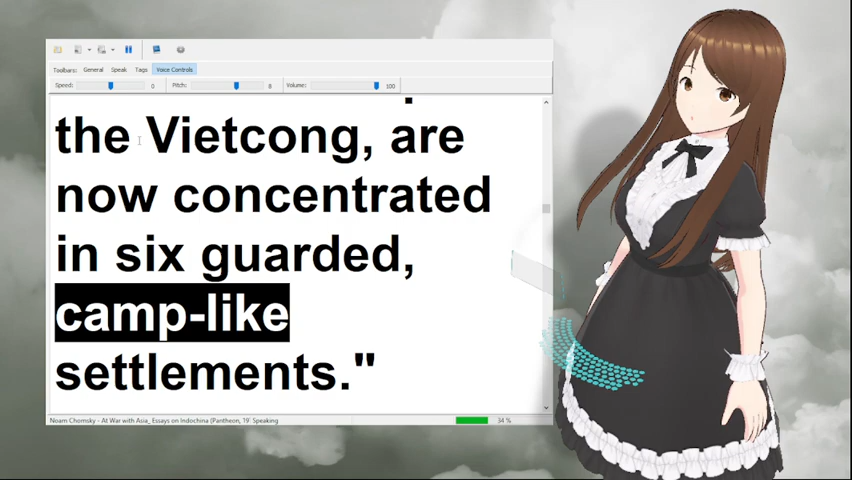 Toolbars: General Speak Tags Voice Controls
Speed: 0 Pitch: 8 Volume: 100
the Vietcong, are
now concentrated
in six guarded,
camp-like
settlements."
Noam Chomsky - At War with Asia_ Essays on Indochina (Pantheon, 19 Speaking 34 %